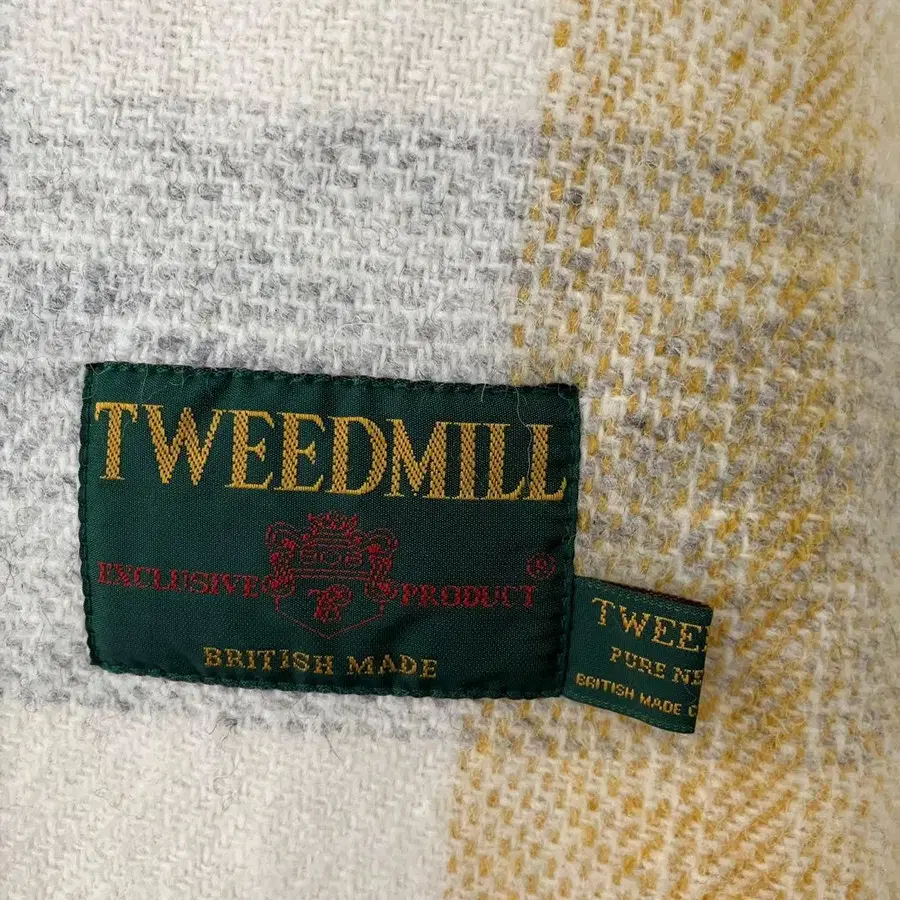 TWEEDMILL
EXCLUSIVE PRODUCT ®
BRITISH MADE
TWEE
PURE NE
BRITISH MADE C